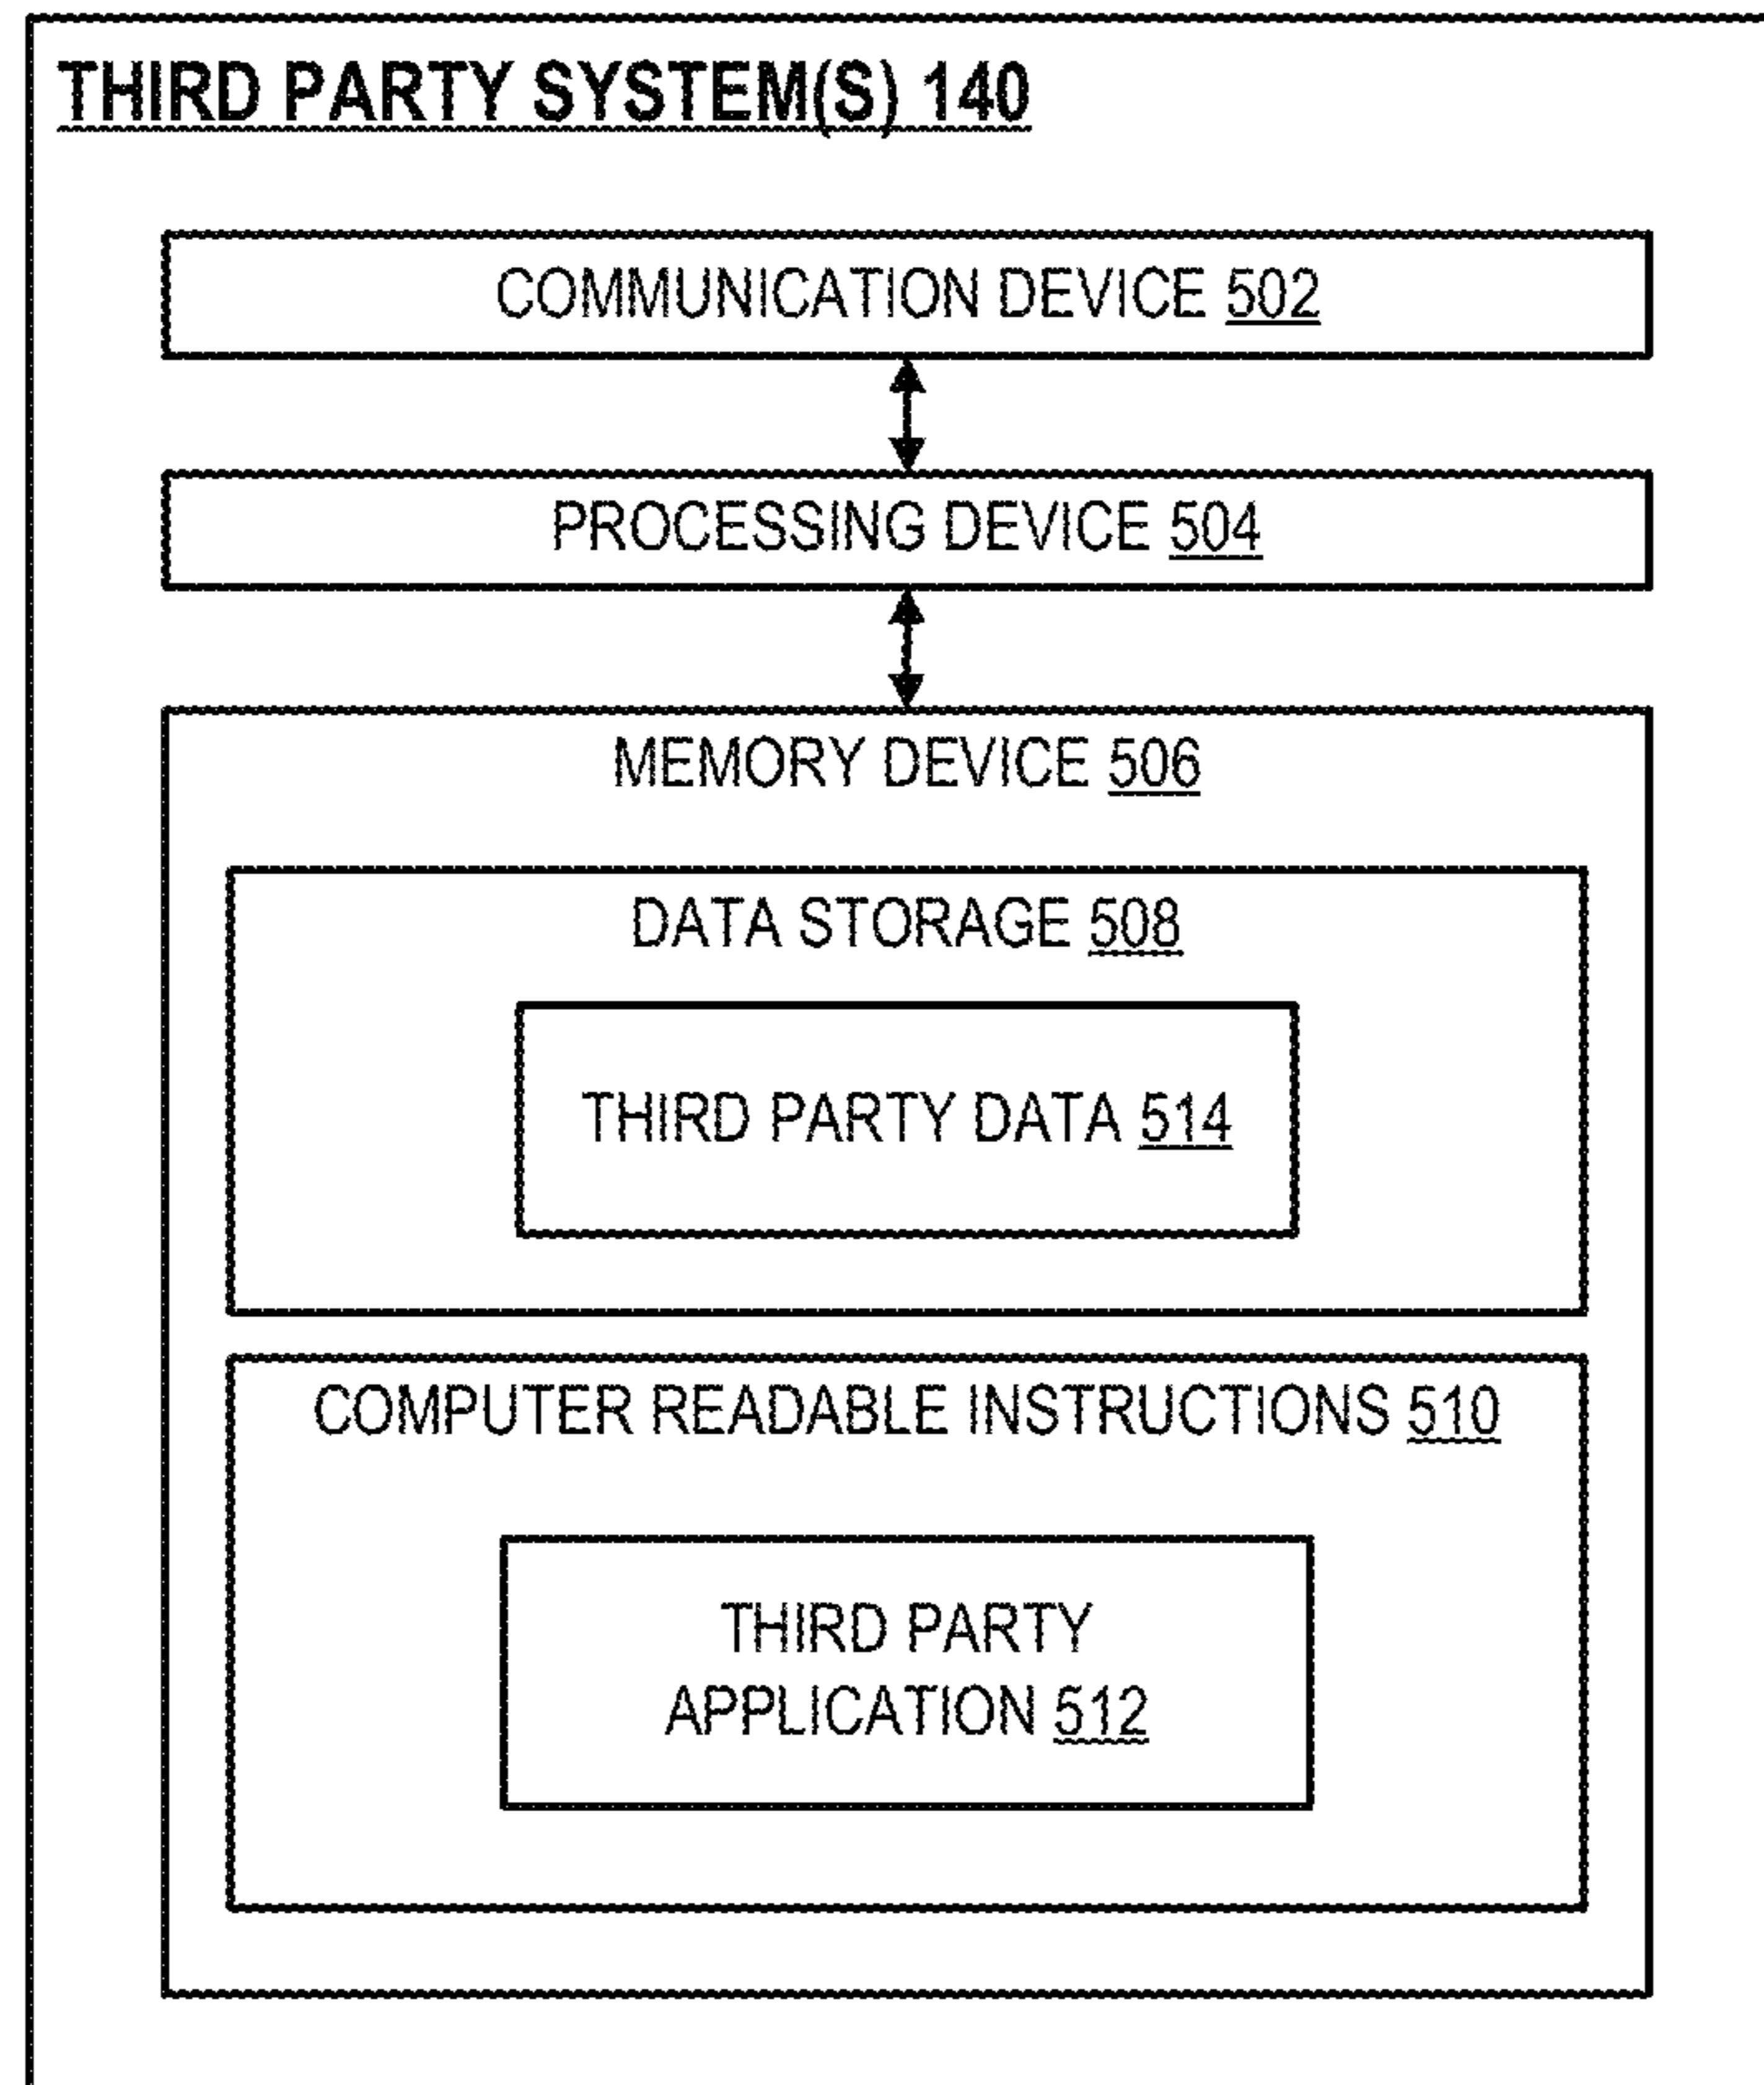 THIRD PARTY SYSTEM(S) 140
COMMUNICATION DEVICE 502
PROCESSING DEVICE 504
MEMORY DEVICE 506
DATA STORAGE 508
THIRD PARTY DATA 514
COMPUTER READABLE INSTRUCTIONS 510
THIRD PARTY
APPLICATION 512